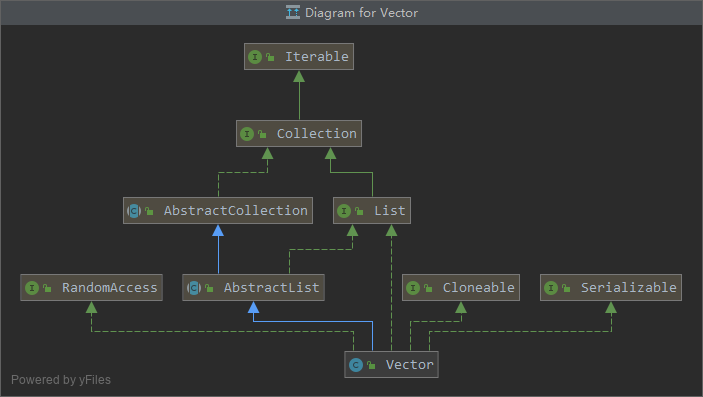 Diagram for Vector
I Iterable
I Collection
C AbstractCollection
I List
I RandomAccess
C AbstractList
I Cloneable
I Serializable
C Vector
Powered by yFiles